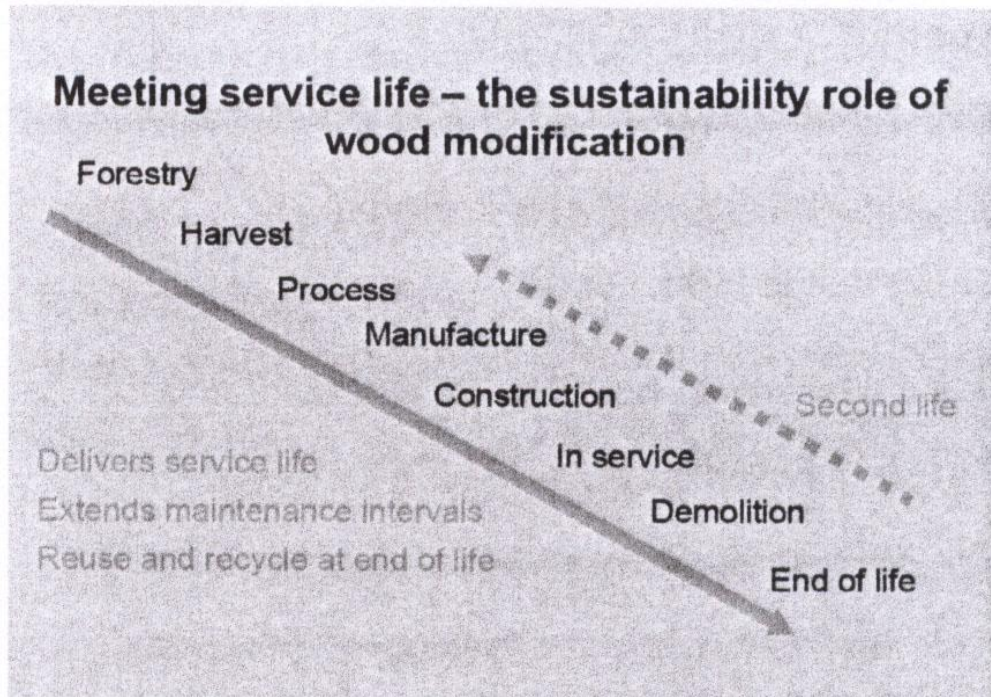 Meeting service life – the sustainability role of
wood modification
Forestry
Harvest
Process
Manufacture
Construction
Second life
In service
Delivers service life
Extends maintenance intervals
Demolition
Reuse and recycle at end of life
End of life